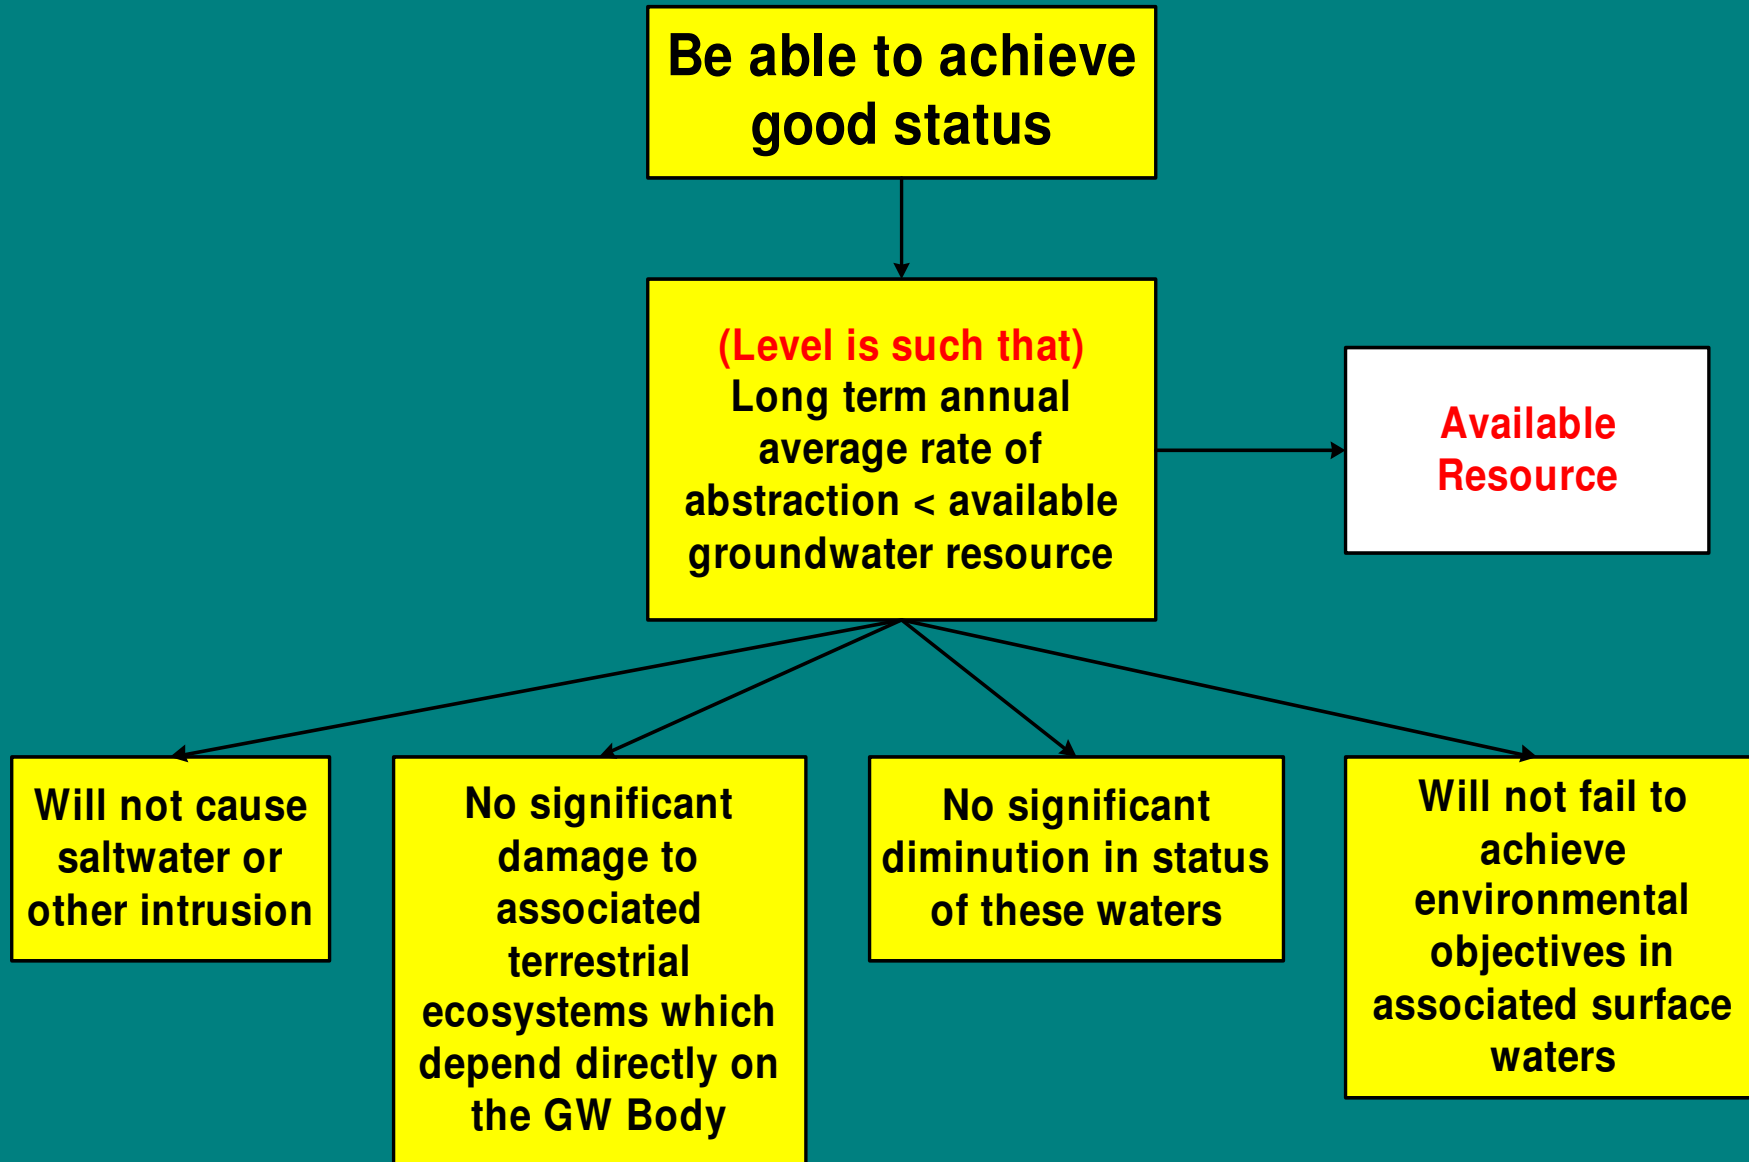 Be able to achieve
good status
(Level is such that)
Long term annual
average rate of
abstraction < available
groundwater resource
Available
Resource
Will not cause
saltwater or
other intrusion
No significant
damage to
associated
terrestrial
ecosystems which
depend directly on
the GW Body
No significant
diminution in status
of these waters
Will not fail to
achieve
environmental
objectives in
associated surface
waters